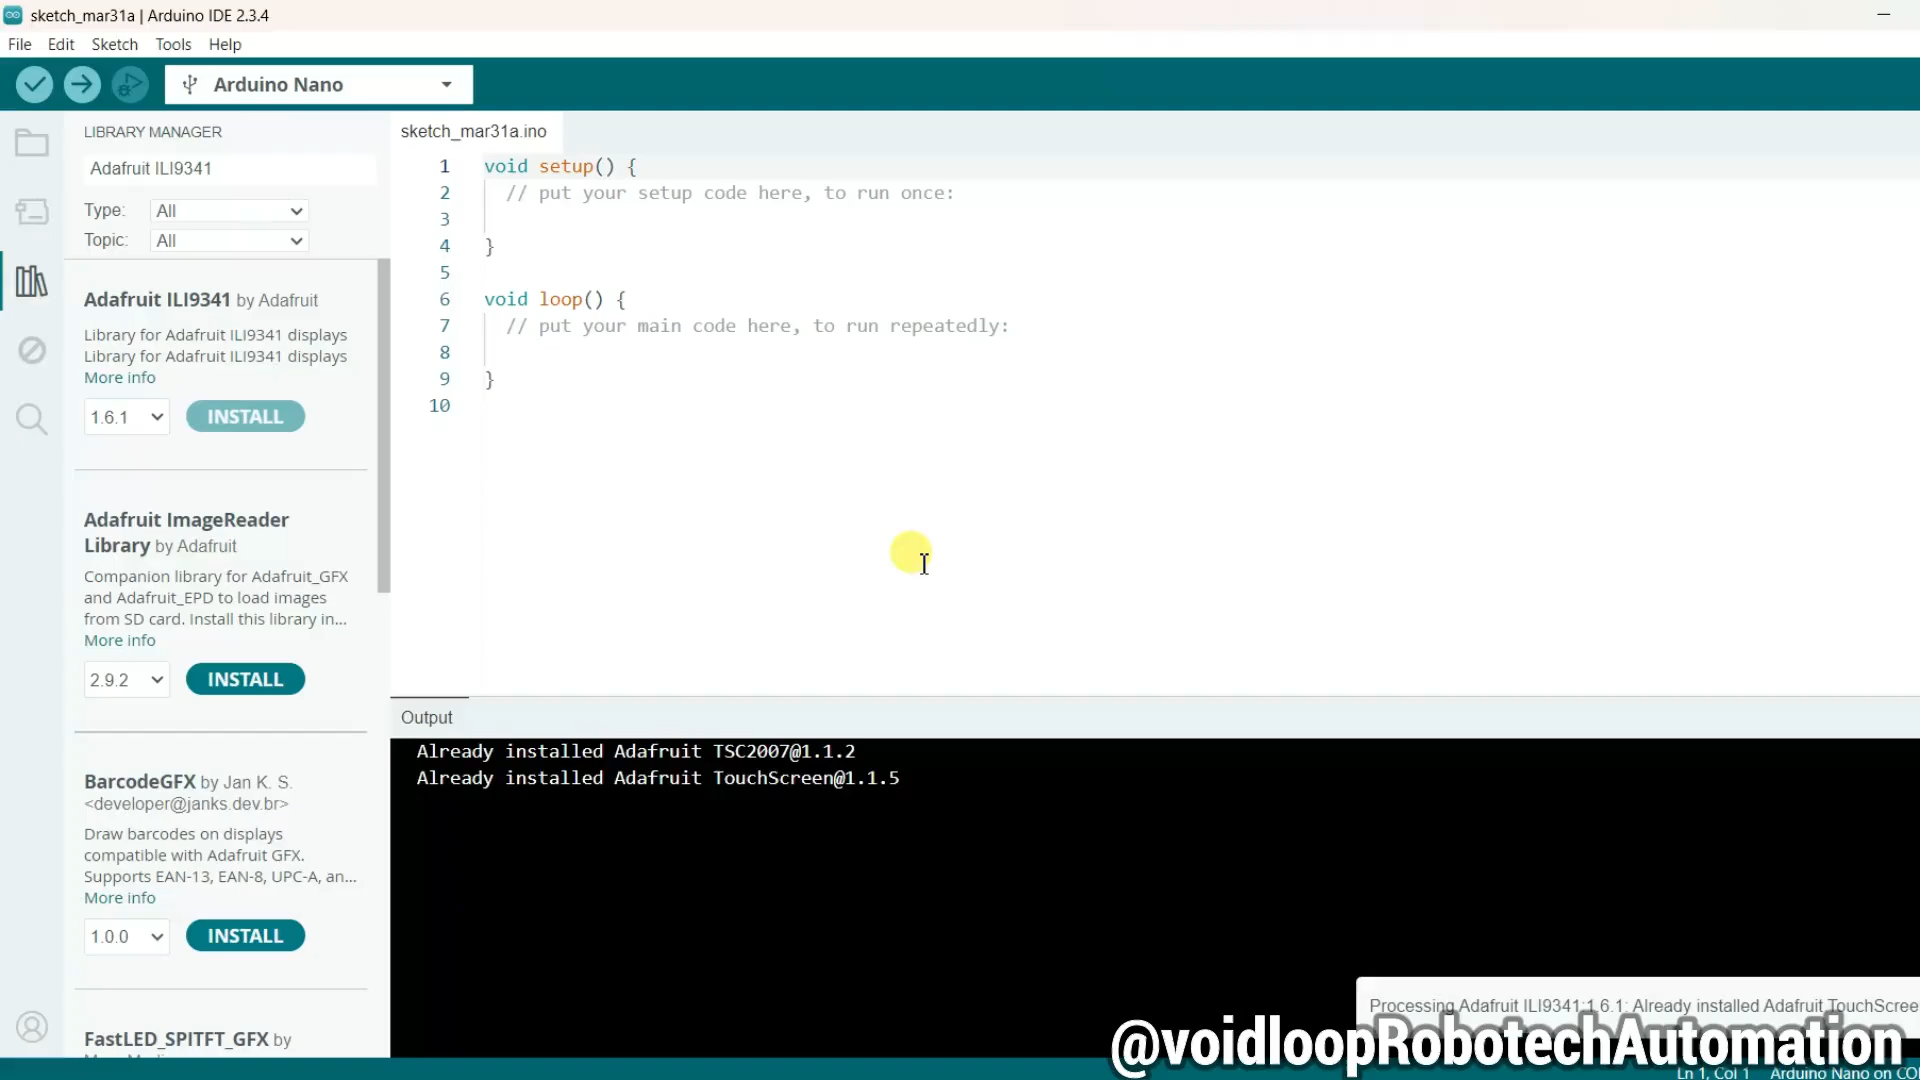 sketch_mar31a | Arduino IDE 2.3.4
File Edit Sketch Tools Help
Arduino Nano
LIBRARY MANAGER
Adafruit ILI9341
Type: All
Topic: All
Adafruit ILI9341 by Adafruit
Library for Adafruit ILI9341 displays
Library for Adafruit ILI9341 displays
More info
1.6.1 INSTALL
Adafruit ImageReader
Library by Adafruit
Companion library for Adafruit_GFX
and Adafruit_EPD to load images
from SD card. Install this library in...
More info
2.9.2 INSTALL
BarcodeGFX by Jan K. S.
<developer@janks.dev.br>
Draw barcodes on displays
compatible with Adafruit GFX.
Supports EAN-13, EAN-8, UPC-A, an...
More info
1.0.0 INSTALL
FastLED_SPITFT_GFX by
sketch_mar31a.ino
1 void setup() {
2 // put your setup code here, to run once:
3
4 }
5
6 void loop() {
7 // put your main code here, to run repeatedly:
8
9 }
10
Output
Already installed Adafruit TSC2007@1.1.2
Already installed Adafruit TouchScreen@1.1.5
Processing Adafruit ILI9341:1.6.1: Already installed Adafruit TouchScree
@voidloopRobotechAutomation
Ln 1, Col 1 Arduino Nano on CO